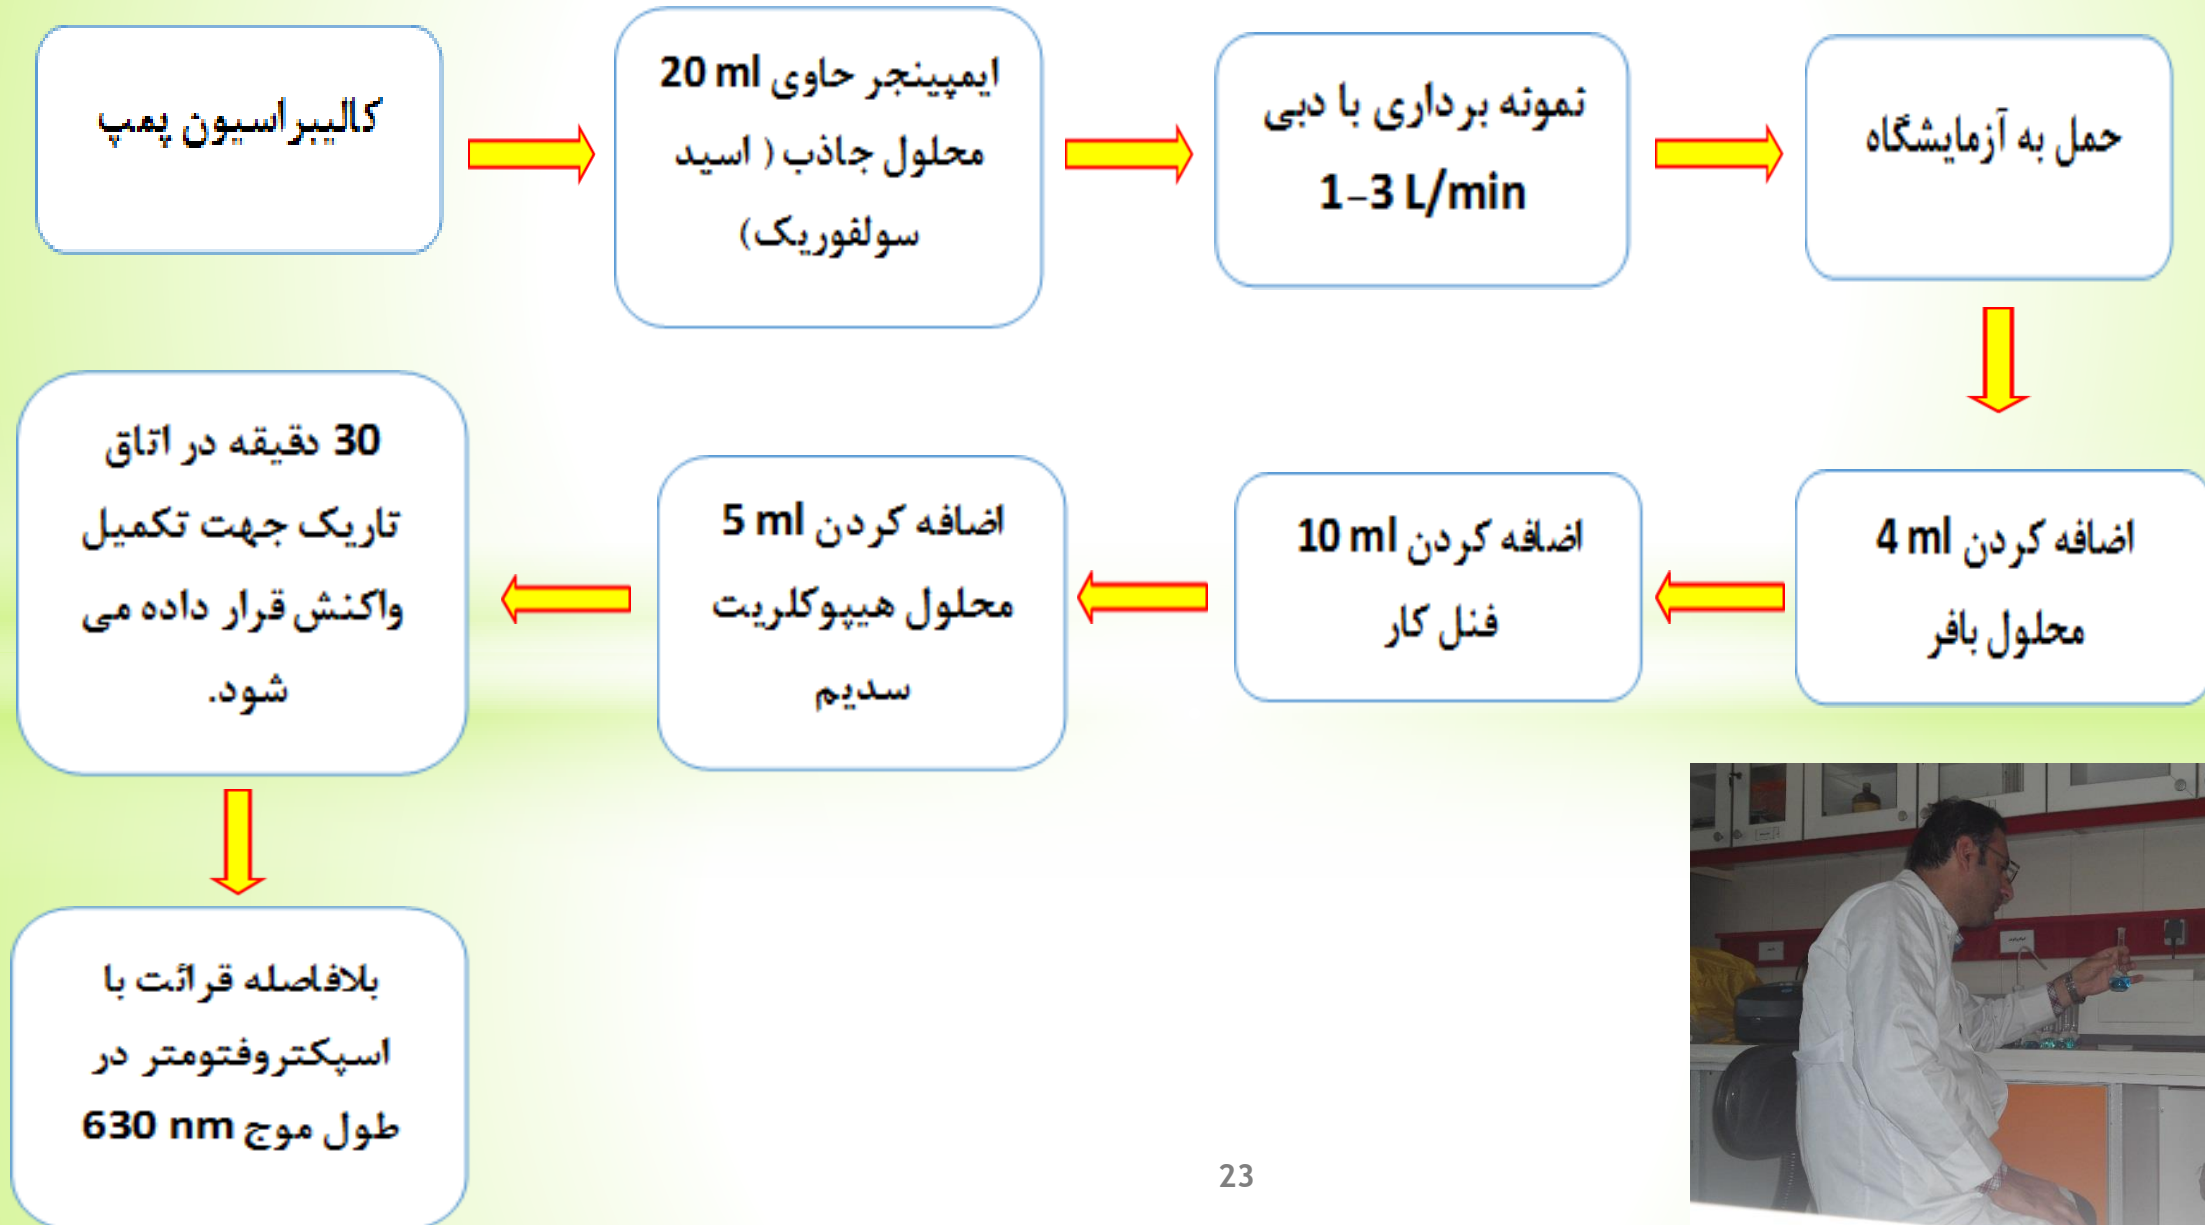 کالیبراسیون پمپ
ایمپینجر حاوی 20 ml
محلول جاذب ( اسید
سولفوریک)
نمونه برداری با دبی
1–3 L/min
حمل به آزمایشگاه
اضافه کردن 4 ml
محلول بافر
اضافه کردن 10 ml
فنل کار
اضافه کردن 5 ml
محلول هیپوکلریت
سدیم
30 دقیقه در اتاق
تاریک جهت تکمیل
واکنش قرار داده می
شود.
بلافاصله قرائت با
اسپکتروفتومتر در
طول موج 630 nm
23